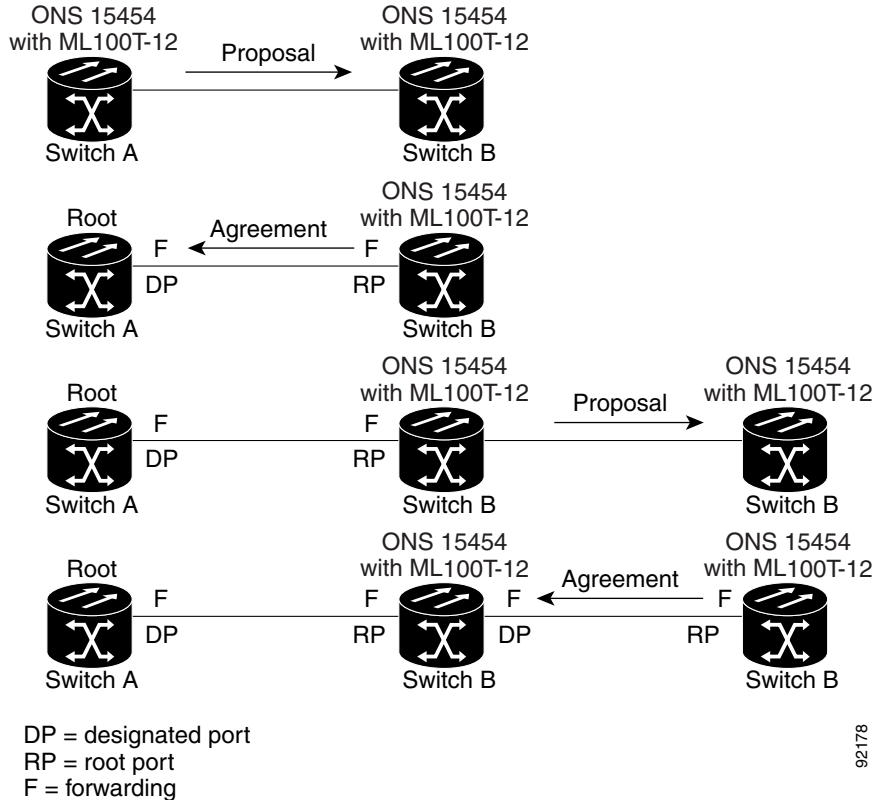 ONS 15454
with ML100T-12
ONS 15454
with ML100T-12
Proposal
Switch A
Switch B
ONS 15454
with ML100T-12
Root
Agreement
F
F
DP
RP
Switch A
Switch B
ONS 15454
with ML100T-12
ONS 15454
with ML100T-12
Root
Proposal
F
F
DP
RP
Switch A
Switch B
Switch B
ONS 15454
with ML100T-12
ONS 15454
with ML100T-12
Root
Agreement
F
F
F
F
DP
RP
DP
RP
Switch A
Switch B
Switch B
DP = designated port
RP = root port
F = forwarding
92178